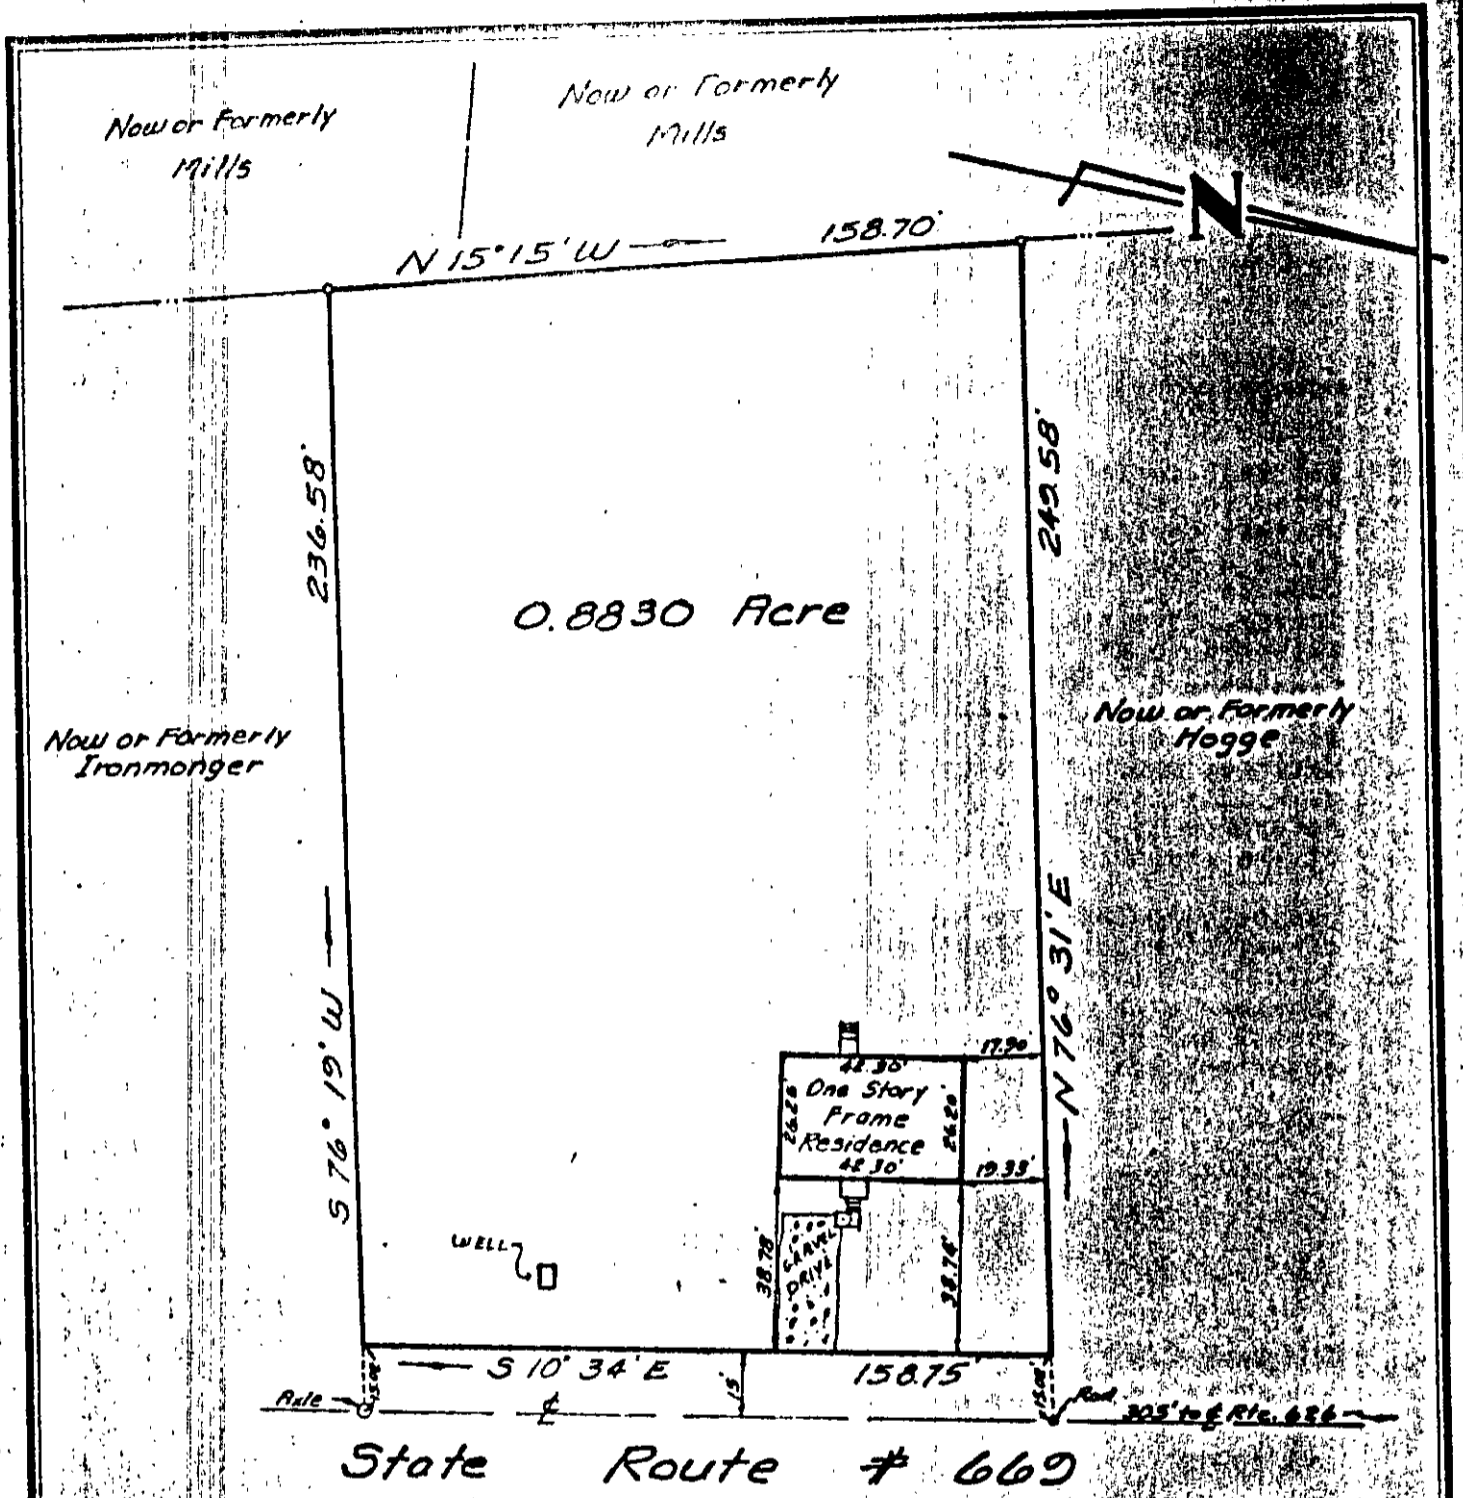 Now or Formerly
Mills
Now or Formerly
Mills
N
N 15°15' W
158.70'
236.58'
249.58'
0.8830 Acre
Now or Formerly
Ironmonger
Now or Formerly
Hogge
S 76° 19' W
N 76° 31' E
17.90'
42.30'
One Story
Frame
Residence
42.30'
26.20'
26.20'
19.33'
WELL
38.78'
GRAVEL
DRIVE
38.76'
S 10° 34' E
158.75'
15'
15.02'
Axle
℄
Rod
305' to ℄ Rte. 626
State Route # 669